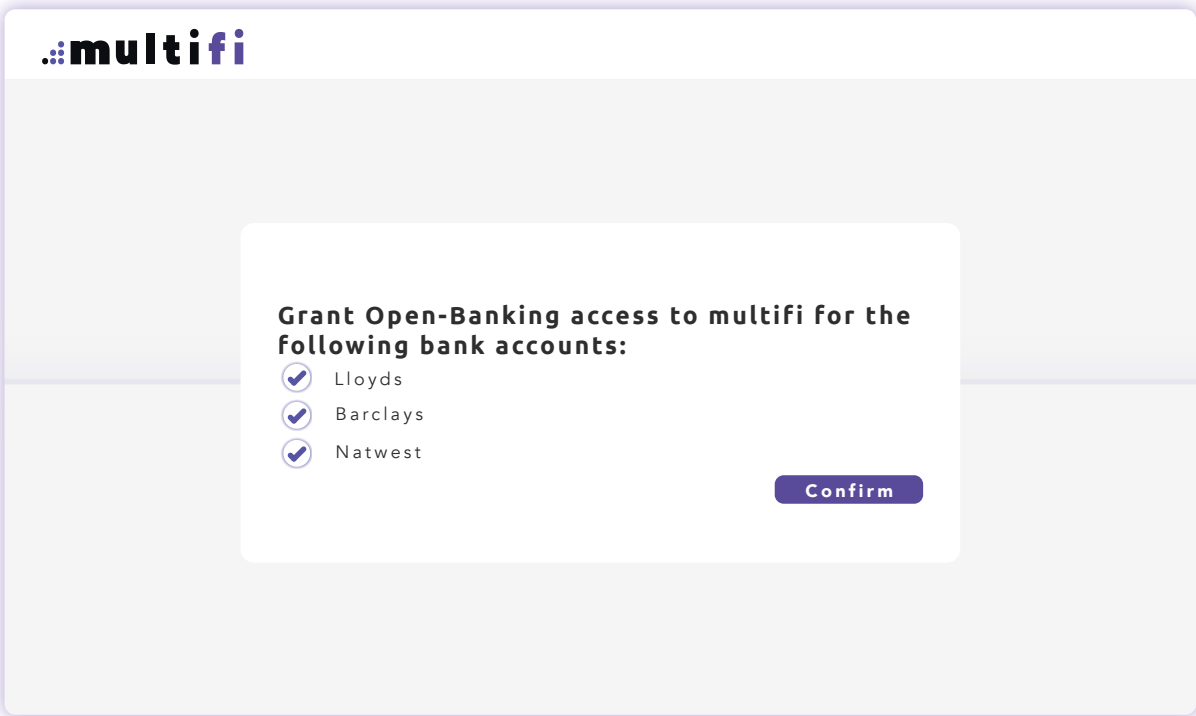 multifi
Grant Open-Banking access to multifi for the
following bank accounts:
Lloyds
Barclays
Natwest
Confirm